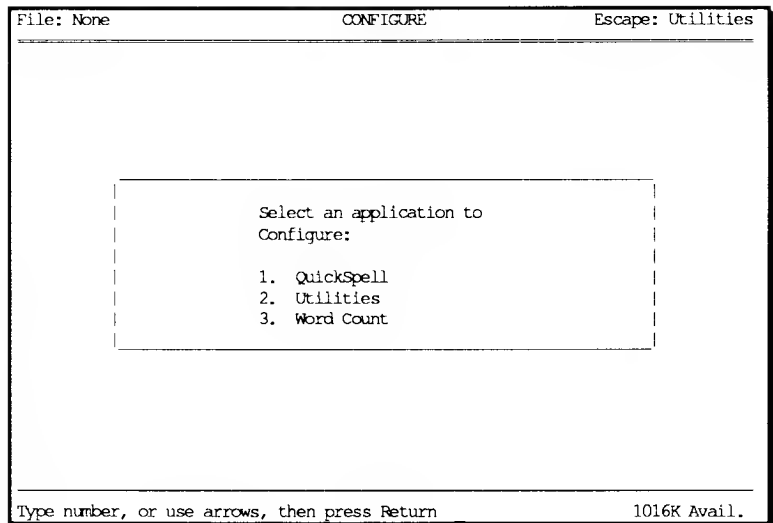 File: None CONFIGURE Escape: Utilities
Select an application to
Configure:
1. QuickSpell
2. Utilities
3. Word Count
Type number, or use arrows, then press Return 1016K Avail.